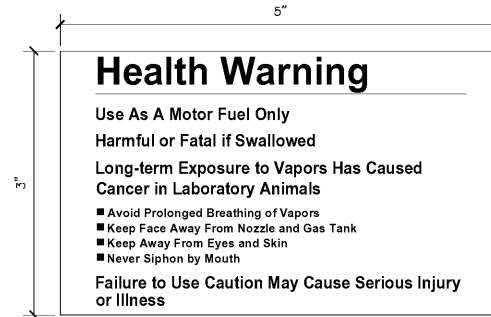 5"
Health Warning
3"
Use As A Motor Fuel Only
Harmful or Fatal if Swallowed
Long-term Exposure to Vapors Has Caused
Cancer in Laboratory Animals
■ Avoid Prolonged Breathing of Vapors
■ Keep Face Away From Nozzle and Gas Tank
■ Keep Away From Eyes and Skin
■ Never Siphon by Mouth
Failure to Use Caution May Cause Serious Injury
or Illness